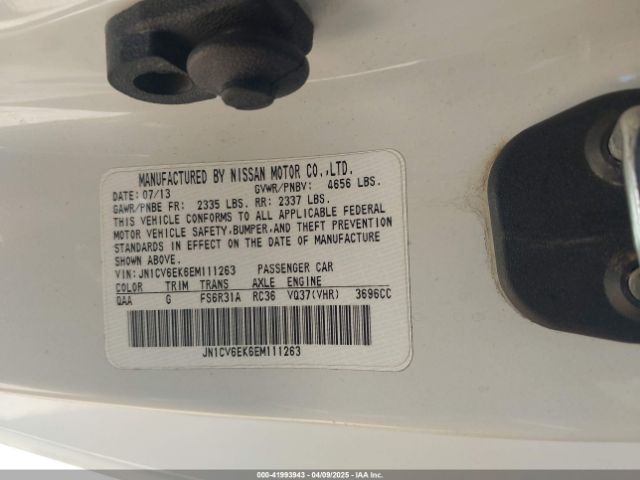 MANUFACTURED BY NISSAN MOTOR CO.,LTD.
DATE: 07/13 GVWR/PNBV: 4656 LBS.
GAWR/PNBE FR: 2335 LBS. RR: 2337 LBS.
THIS VEHICLE CONFORMS TO ALL APPLICABLE FEDERAL
MOTOR VEHICLE SAFETY,BUMPER,AND THEFT PREVENTION
STANDARDS IN EFFECT ON THE DATE OF MANUFACTURE
SHOWN ABOVE.
VIN: JN1CV6EK6EM111263 PASSENGER CAR
COLOR TRIM TRANS AXLE ENGINE
QAA G FS6R31A RC36 VQ37(VHR) 3696CC
JN1CV6EK6EM111263
000-41993943 / 04/09/2025 - IAA Inc.